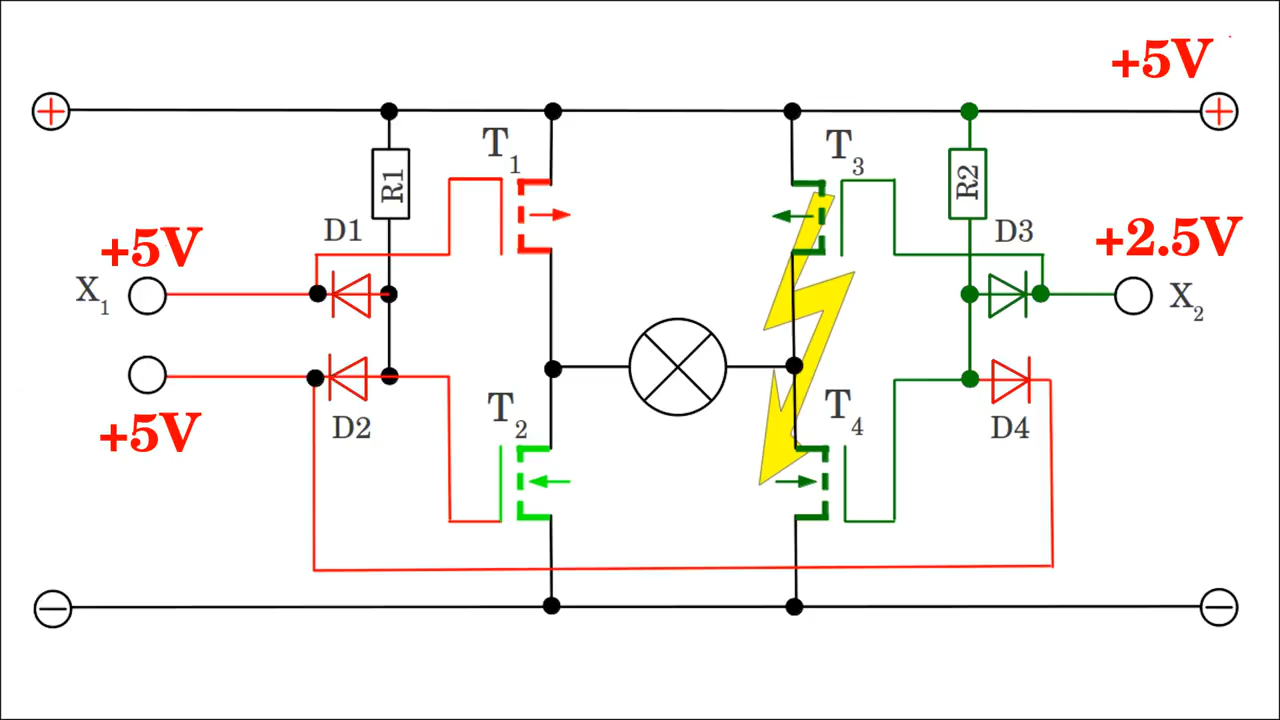 +5V
T1
T3
R1
R2
D1
D3
+5V
+2.5V
X1
X2
T2
T4
D2
D4
+5V